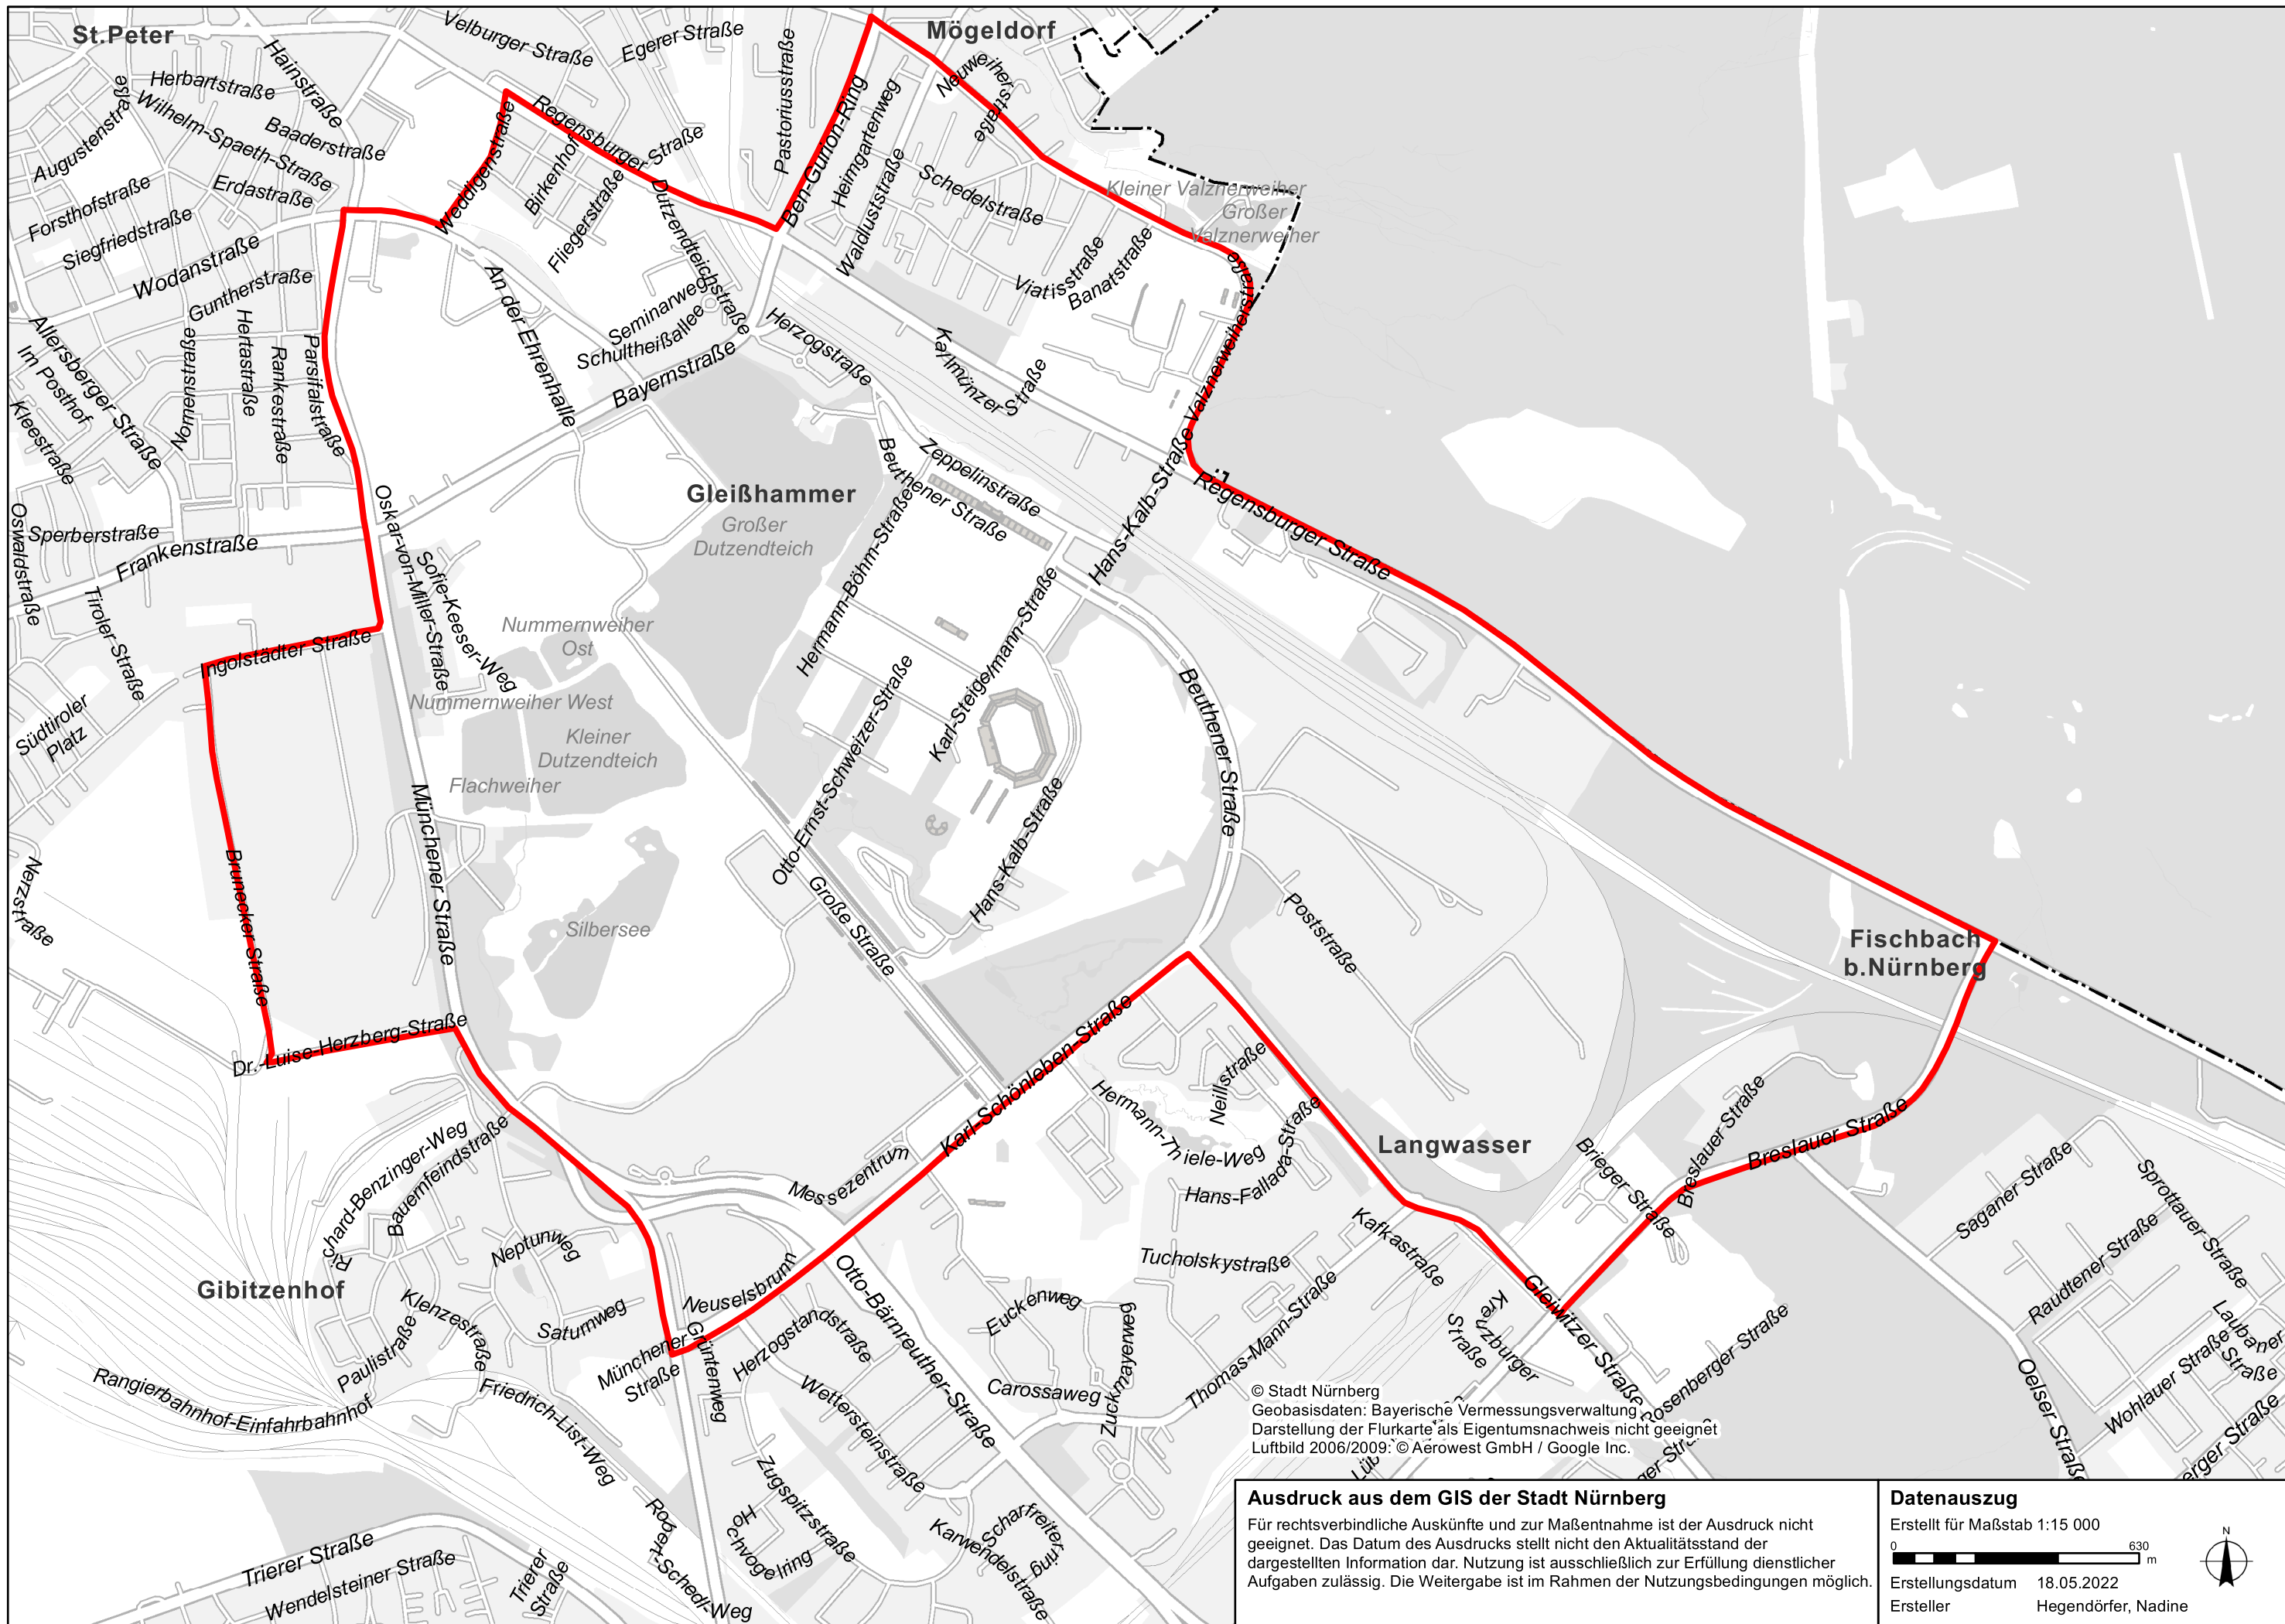 St.Peter
Hainstraße
Velburger Straße
Egerer Straße
Pastoriusstraße
Mögeldorf
Neuweiherstraße
Herbartstraße
Wilhelm-Spaeth-Straße
Baaderstraße
Augustenstraße
Erdastraße
Forsthofstraße
Siegfriedstraße
Wodanstraße
Guntherstraße
Weddigenstraße
Regensburger-Straße
Birkenhof
Fliegerstraße
Dutzendteichstraße
Ben-Gurion-Ring
Heimgartenweg
Waldluststraße
Schedelstraße
Kleiner Valznerweiher
Großer
Valznerweiher
Viatisstraße
Banatstraße
Valznerweiherstraße
An der Ehrenhalle
Seminarweg
Schultheißallee
Bayernstraße
Herzogstraße
Kallmünzer Straße
Allersberger Straße
Im Posthof
Kleestraße
Nornenstraße
Hertastraße
Rankestraße
Parsifalstraße
Oswaldstraße
Sperberstraße
Frankenstraße
Tiroler Straße
Oskar-von-Miller-Straße
Sofie-Keeser-Weg
Gleißhammer
Großer
Dutzendteich
Beuthener Straße
Zeppelinstraße
Hans-Kalb-Straße
Regensburger Straße
Hermann-Böhm-Straße
Karl-Steigelmann-Straße
Nummernweiher
Ost
Ingolstädter Straße
Südtiroler
Platz
Nummernweiher West
Kleiner
Dutzendteich
Flachweiher
Otto-Ernst-Schweizer-Straße
Beuthener Straße
Hans-Kalb-Straße
Münchener Straße
Brunecker Straße
Nerzstraße
Silbersee
Große Straße
Poststraße
Fischbach
b.Nürnberg
Dr.-Luise-Herzberg-Straße
Karl-Schönleben-Straße
Neillstraße
Hermann-Thiele-Weg
Hans-Fallada-Straße
Langwasser
Breslauer Straße
Brieger Straße
Breslauer Straße
Saganer Straße
Sprottauer Straße
Raudtener Straße
Laubaner
Straße
Wohlauer Straße
Oelser Straße
Richard-Benzinger-Weg
Bauernfeindstraße
Messezentrum
Gibitzenhof
Neptunweg
Klenzestraße
Saturnweg
Paulistraße
Neuselsbrunn
Münchener
Straße
Grüntenweg
Herzogstandstraße
Otto-Bärnreuther-Straße
Tucholskystraße
Kafkastraße
Euckenweg
Carossaweg
Zuckmayerweg
Thomas-Mann-Straße
Kreuzburger
Straße
Gleiwitzer Straße
Rosenberger Straße
Rangierbahnhof-Einfahrbahnhof
Friedrich-List-Weg
Wettersteinstraße
Zugspitzstraße
Hochvogelring
Robert-Schedl-Weg
Karwendelstraße
Scharfreiterring
Trierer Straße
Wendelsteiner Straße
Trierer
Straße
© Stadt Nürnberg
Geobasisdaten: Bayerische Vermessungsverwaltung
Darstellung der Flurkarte als Eigentumsnachweis nicht geeignet
Luftbild 2006/2009: © Aerowest GmbH / Google Inc.
Ausdruck aus dem GIS der Stadt Nürnberg
Für rechtsverbindliche Auskünfte und zur Maßentnahme ist der Ausdruck nicht
geeignet. Das Datum des Ausdrucks stellt nicht den Aktualitätsstand der
dargestellten Information dar. Nutzung ist ausschließlich zur Erfüllung dienstlicher
Aufgaben zulässig. Die Weitergabe ist im Rahmen der Nutzungsbedingungen möglich.
Datenauszug
Erstellt für Maßstab 1:15 000
0 630
m
N
Erstellungsdatum 18.05.2022
Ersteller Hegendörfer, Nadine